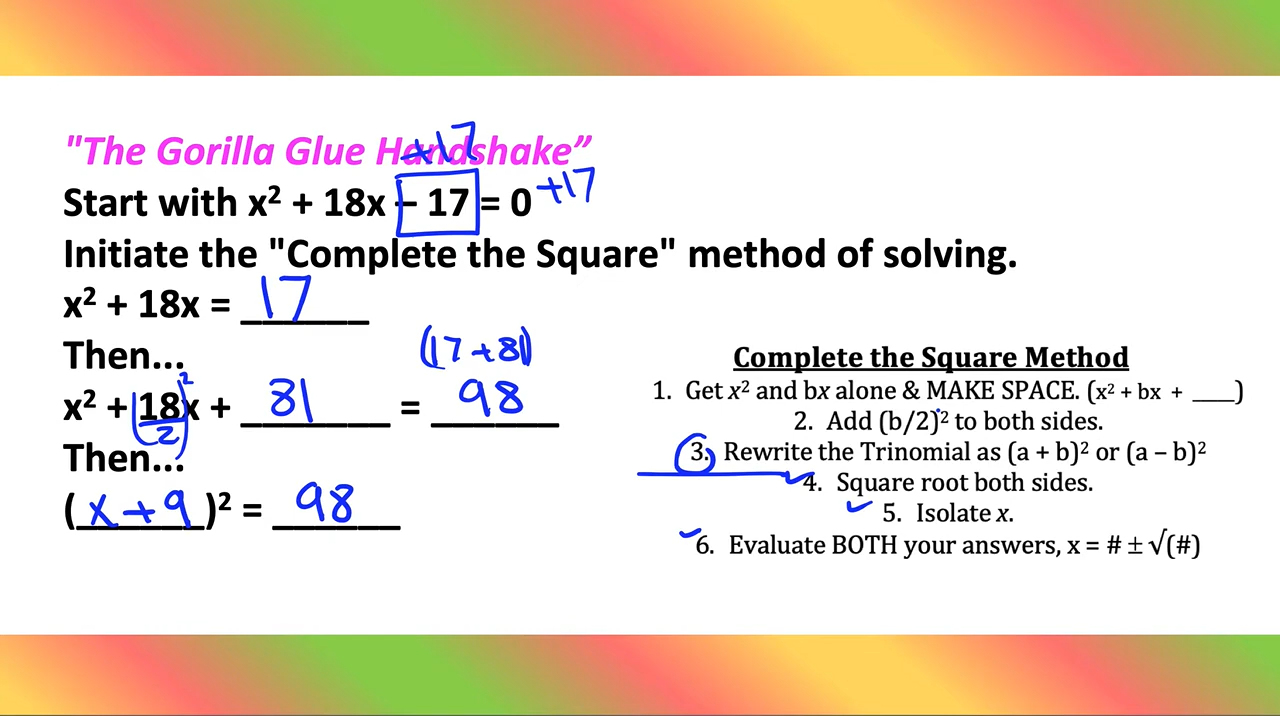 "The Gorilla Glue Handshake”
+17
Start with x² + 18x – 17 = 0 +17
Initiate the "Complete the Square" method of solving.
x² + 18x = 17
Then...
(17 + 81)
x² + (18/2)²x + 81 = 98
Then...
(x + 9)² = 98
Complete the Square Method
1. Get x² and bx alone & MAKE SPACE. (x² + bx + ____)
2. Add (b/2)² to both sides.
3. Rewrite the Trinomial as (a + b)² or (a – b)²
4. Square root both sides.
5. Isolate x.
6. Evaluate BOTH your answers, x = # ± √(#)